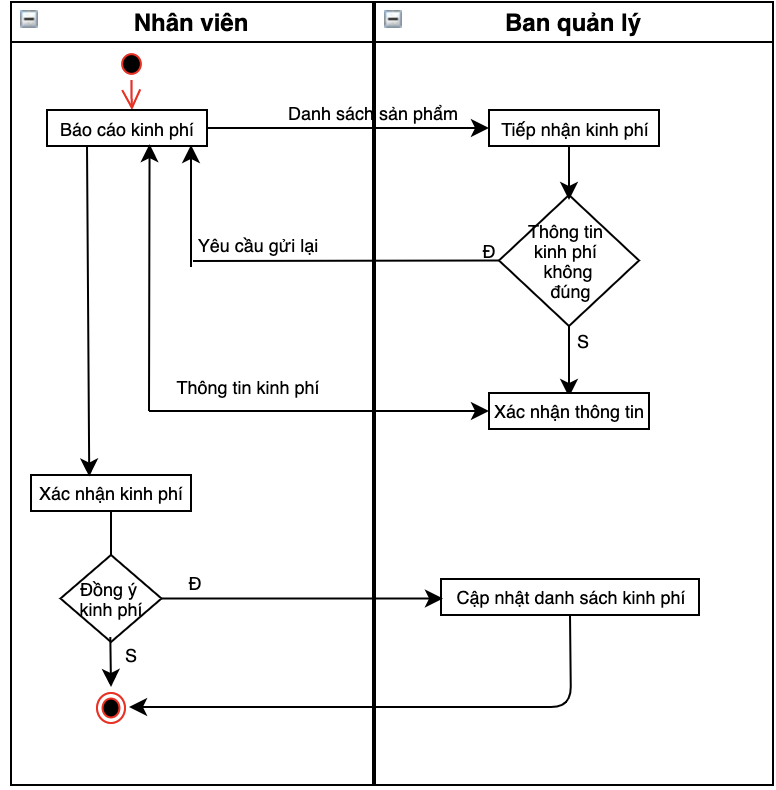 Nhân viên
Ban quản lý
Danh sách sản phẩm
Báo cáo kinh phí
Tiếp nhận kinh phí
Thông tin
kinh phí
không
đúng
Đ
Yêu cầu gửi lại
S
Thông tin kinh phí
Xác nhận thông tin
Xác nhận kinh phí
Đồng ý
kinh phí
Đ
Cập nhật danh sách kinh phí
S